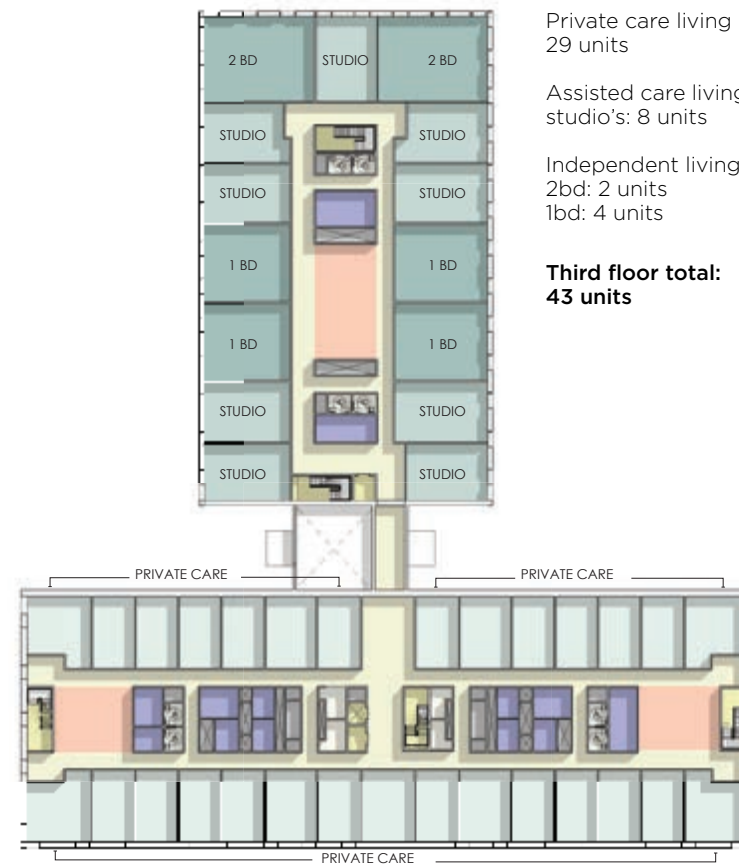 Private care living
29 units
Assisted care living
studio's: 8 units
Independent living
2bd: 2 units
1bd: 4 units
Third floor total:
43 units
2 BD STUDIO 2 BD
STUDIO STUDIO
STUDIO STUDIO
1 BD 1 BD
1 BD 1 BD
STUDIO STUDIO
STUDIO STUDIO
PRIVATE CARE PRIVATE CARE
PRIVATE CARE